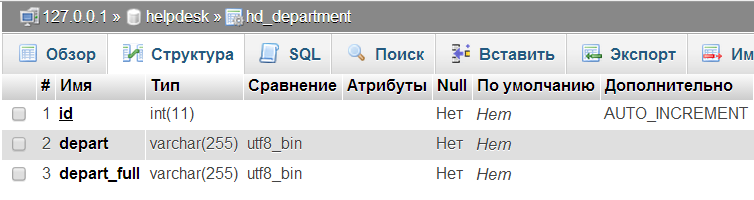 127.0.0.1 » helpdesk » hd_department
Обзор Структура SQL Поиск Вставить Экспорт Им
# Имя Тип Сравнение Атрибуты Null По умолчанию Дополнительно
1 id int(11) Нет Нет AUTO_INCREMENT
2 depart varchar(255) utf8_bin Нет Нет
3 depart_full varchar(255) utf8_bin Нет Нет